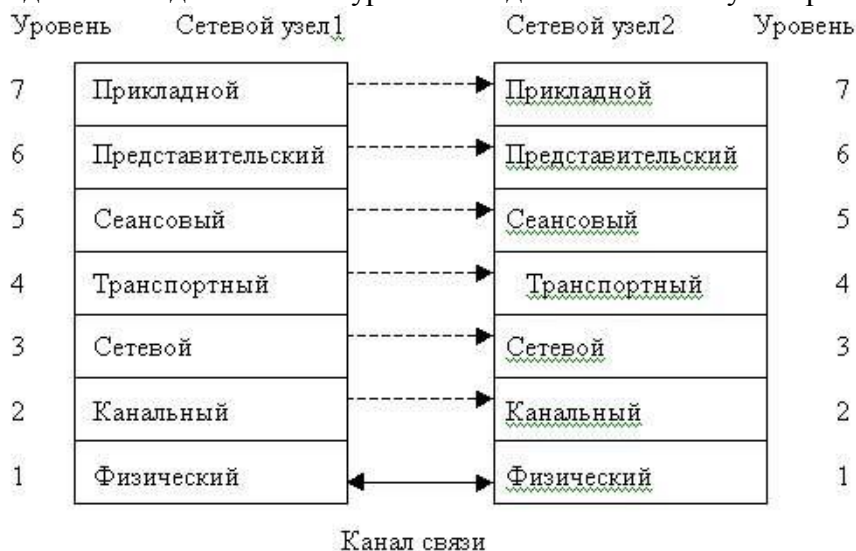 Уровень Сетевой узел1 Сетевой узел2 Уровень
7 Прикладной Прикладной 7
6 Представительский Представительский 6
5 Сеансовый Сеансовый 5
4 Транспортный Транспортный 4
3 Сетевой Сетевой 3
2 Канальный Канальный 2
1 Физический Физический 1
Канал связи